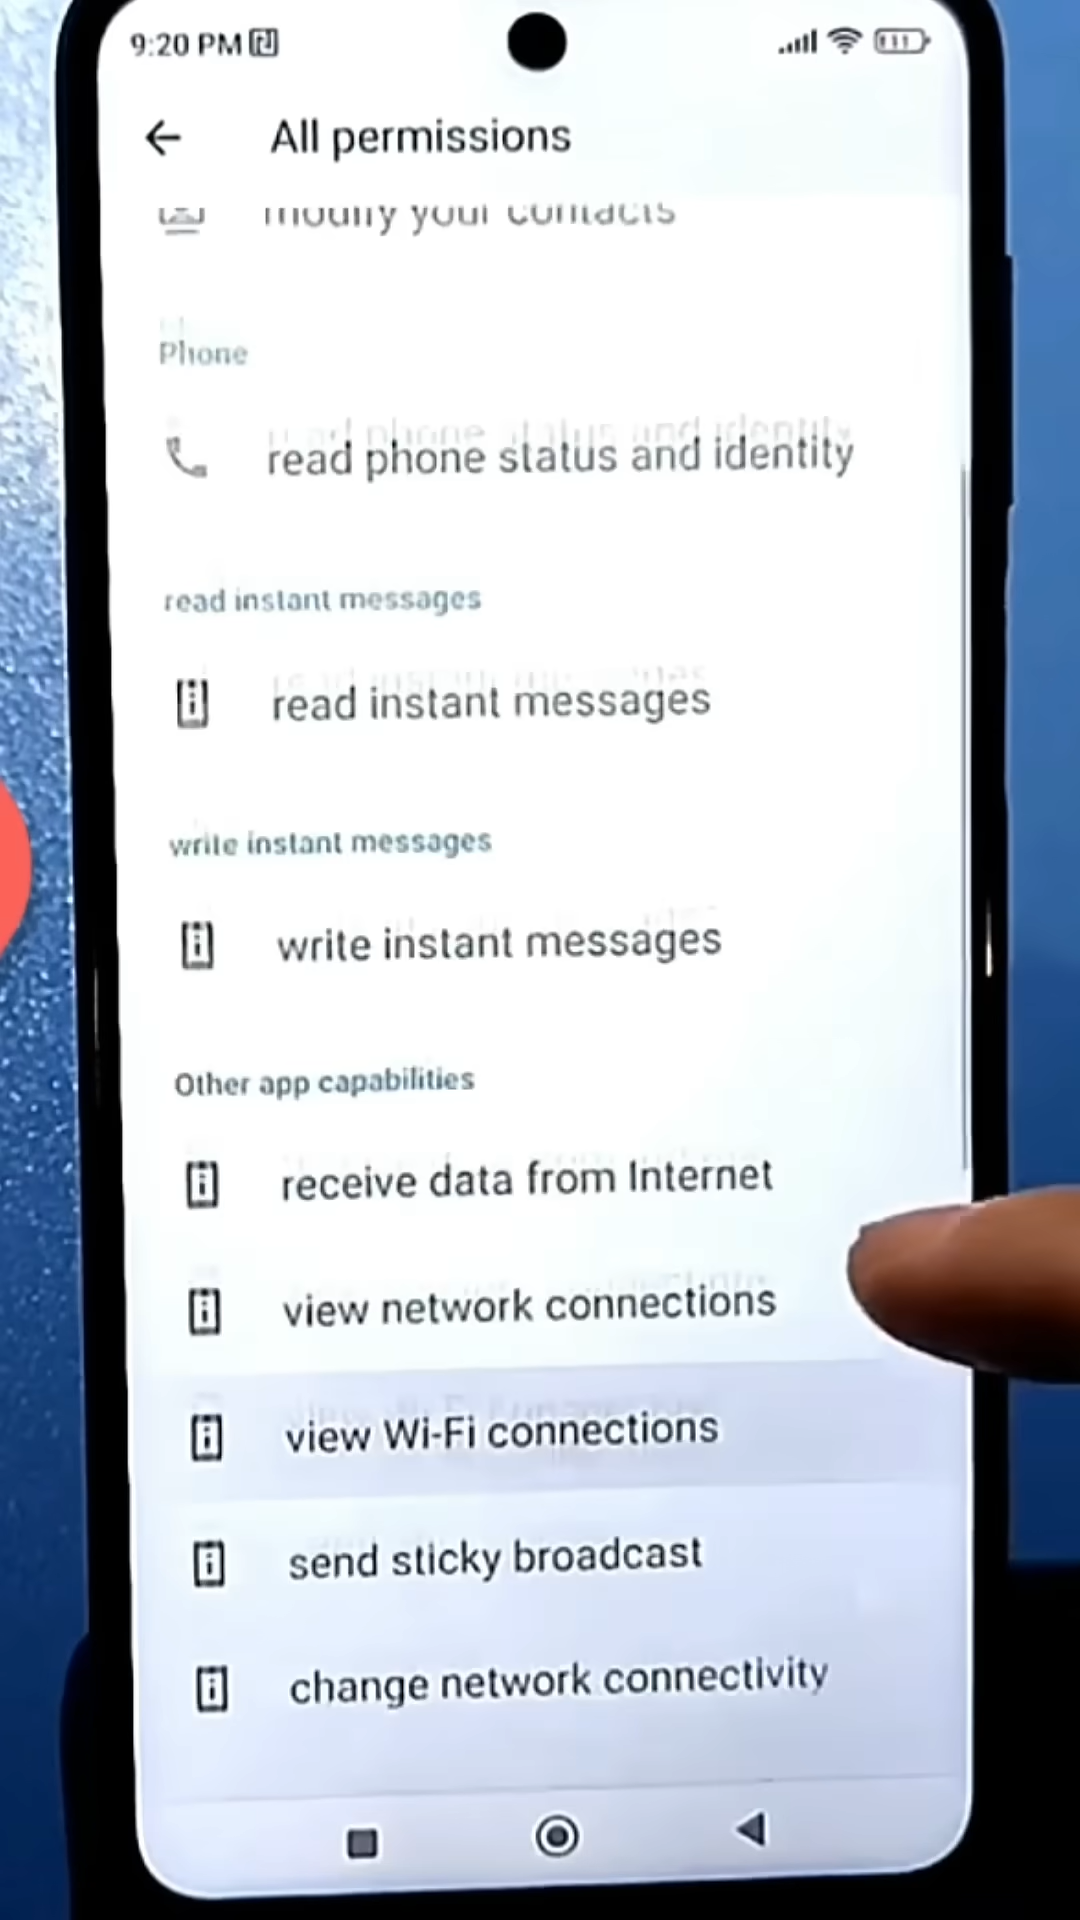 9:20 PM
All permissions
modify your contacts
Phone
read phone status and identity
read instant messages
read instant messages
write instant messages
write instant messages
Other app capabilities
receive data from Internet
view network connections
view Wi-Fi connections
send sticky broadcast
change network connectivity